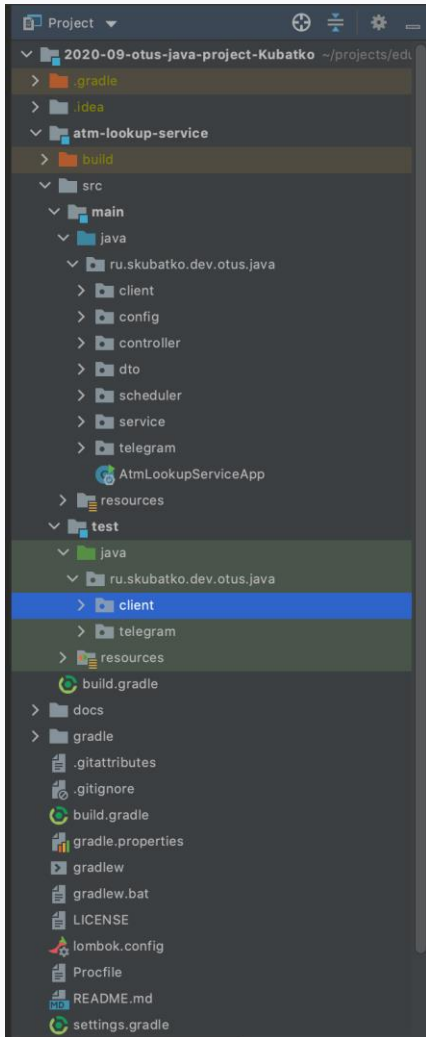 Project
2020-09-otus-java-project-Kubatko ~/projects/edu
.gradle
.idea
atm-lookup-service
build
src
main
java
ru.skubatko.dev.otus.java
client
config
controller
dto
scheduler
service
telegram
AtmLookupServiceApp
resources
test
java
ru.skubatko.dev.otus.java
client
telegram
resources
build.gradle
docs
gradle
.gitattributes
.gitignore
build.gradle
gradle.properties
gradlew
gradlew.bat
LICENSE
lombok.config
Procfile
MD README.md
settings.gradle